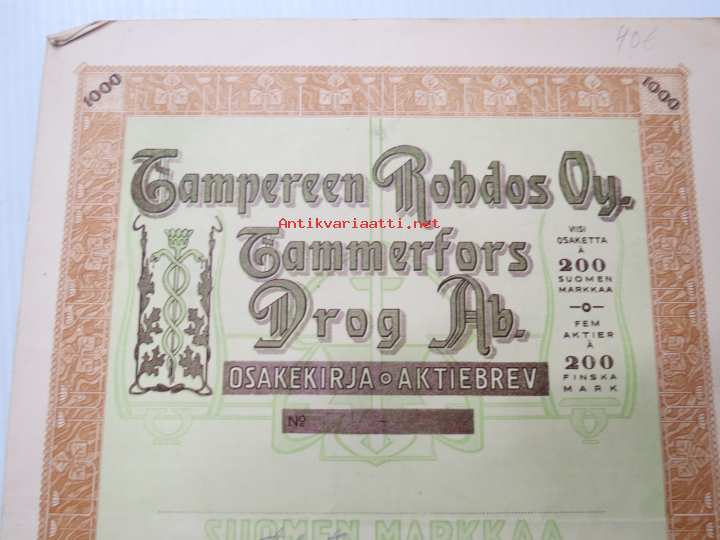 40€
1000
1000
Tampereen Rohdos Oy.
Antikvariaatti.net
Tammerfors
Drog Ab.
VIISI
OSAKETTA
À
200
SUOMEN
MARKKAA
FEM
AKTIER
À
200
FINSKA
MARK
OSAKEKIRJA o AKTIEBREV
No -
SUOMEN MARKKAA